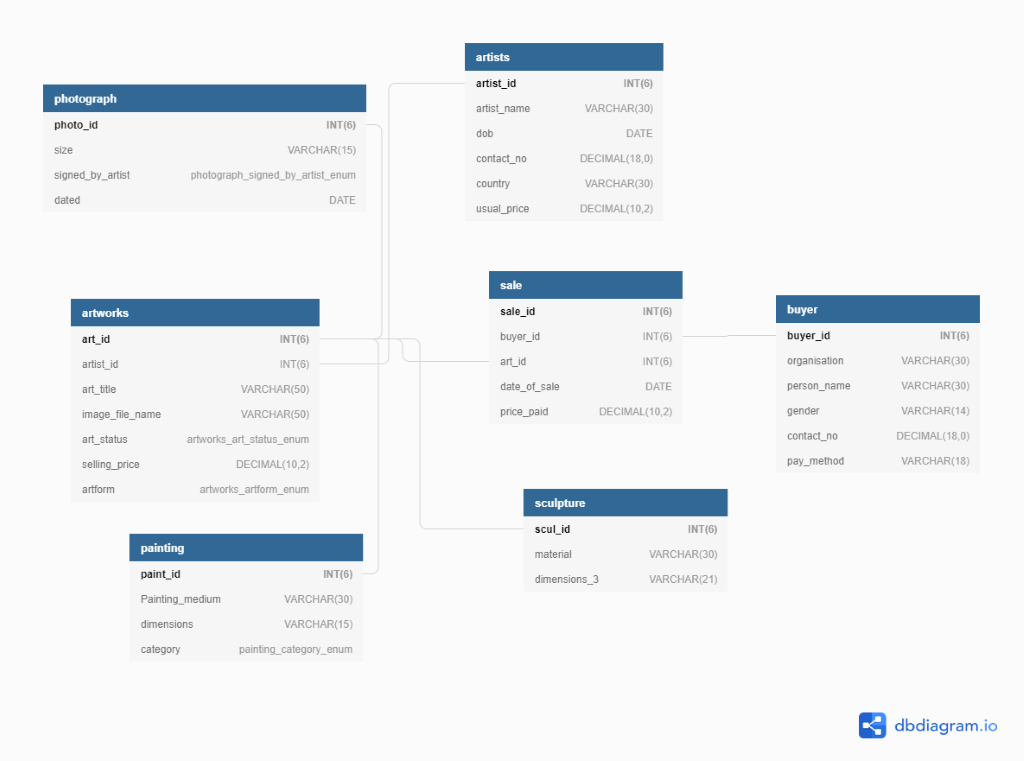 artists
artist_id INT(6)
artist_name VARCHAR(30)
dob DATE
contact_no DECIMAL(18,0)
country VARCHAR(30)
usual_price DECIMAL(10,2)
photograph
photo_id INT(6)
size VARCHAR(15)
signed_by_artist photograph_signed_by_artist_enum
dated DATE
sale
sale_id INT(6)
buyer_id INT(6)
art_id INT(6)
date_of_sale DATE
price_paid DECIMAL(10,2)
buyer
buyer_id INT(6)
organisation VARCHAR(30)
person_name VARCHAR(30)
gender VARCHAR(14)
contact_no DECIMAL(18,0)
pay_method VARCHAR(18)
artworks
art_id INT(6)
artist_id INT(6)
art_title VARCHAR(50)
image_file_name VARCHAR(50)
art_status artworks_art_status_enum
selling_price DECIMAL(10,2)
artform artworks_artform_enum
sculpture
scul_id INT(6)
material VARCHAR(30)
dimensions_3 VARCHAR(21)
painting
paint_id INT(6)
Painting_medium VARCHAR(30)
dimensions VARCHAR(15)
category painting_category_enum
dbdiagram.io